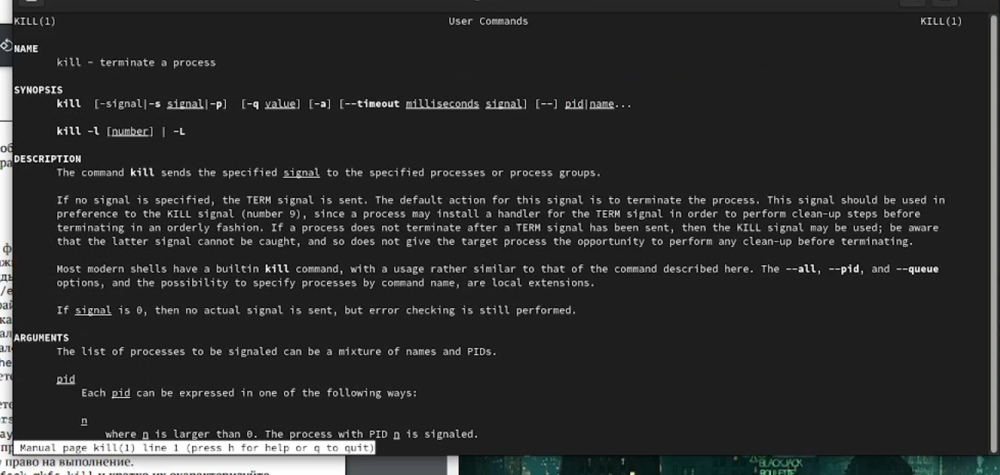 KILL(1) User Commands KILL(1)
NAME
kill - terminate a process
SYNOPSIS
kill [-signal|-s signal|-p] [-q value] [-a] [--timeout milliseconds signal] [--] pid|name...
kill -l [number] | -L
DESCRIPTION
The command kill sends the specified signal to the specified processes or process groups.
If no signal is specified, the TERM signal is sent. The default action for this signal is to terminate the process. This signal should be used in
preference to the KILL signal (number 9), since a process may install a handler for the TERM signal in order to perform clean-up steps before
terminating in an orderly fashion. If a process does not terminate after a TERM signal has been sent, then the KILL signal may be used; be aware
that the latter signal cannot be caught, and so does not give the target process the opportunity to perform any clean-up before terminating.
Most modern shells have a builtin kill command, with a usage rather similar to that of the command described here. The --all, --pid, and --queue
options, and the possibility to specify processes by command name, are local extensions.
If signal is 0, then no actual signal is sent, but error checking is still performed.
ARGUMENTS
The list of processes to be signaled can be a mixture of names and PIDs.
pid
Each pid can be expressed in one of the following ways:
n
where n is larger than 0. The process with PID n is signaled.
Manual page kill(1) line 1 (press h for help or q to quit)
право на выполнение.
BLACKJACK
ROULETTE